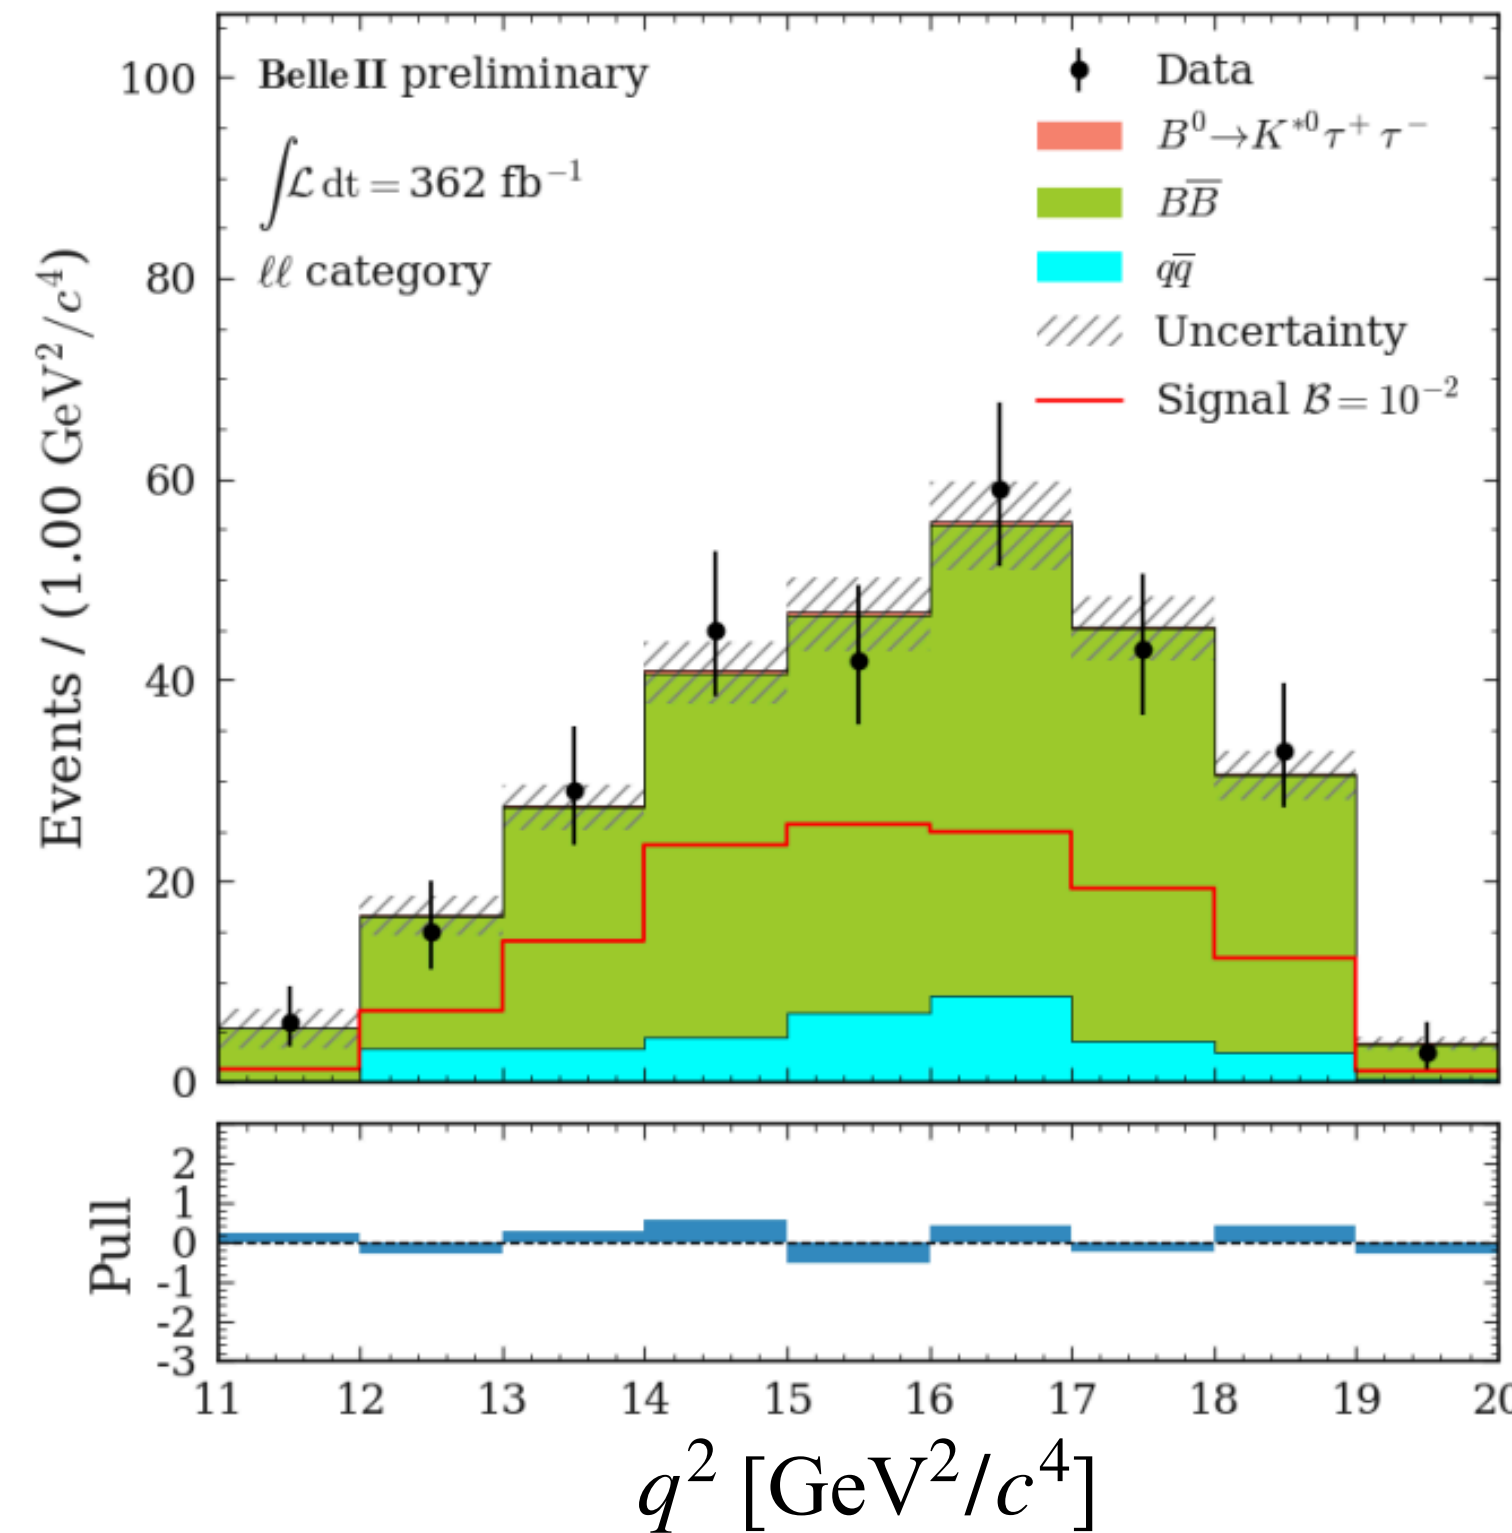 Events / (1.00 GeV²/c⁴)
100
80
60
40
20
0
Belle II preliminary
∫ℒ dt = 362 fb⁻¹
ℓℓ category
Data
B⁰→K*⁰τ⁺τ⁻
BB̅
qq̅
Uncertainty
Signal ℬ = 10⁻²
Pull
2
1
0
-1
-2
-3
11 12 13 14 15 16 17 18 19 20
q² [GeV²/c⁴]